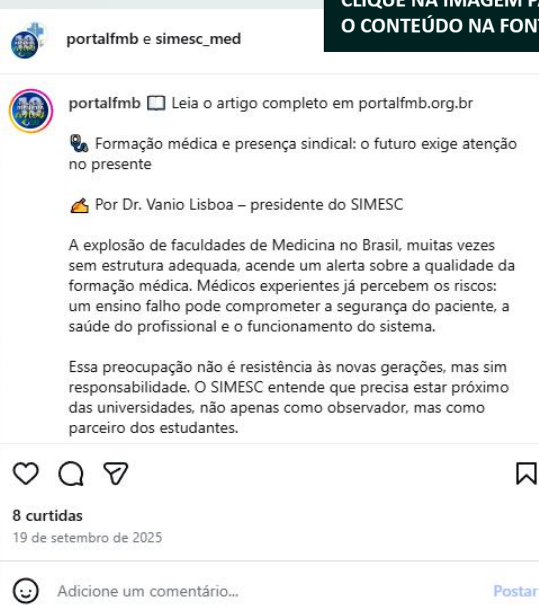 CLIQUE NA IMAGEM
O CONTEÚDO NA
portalfmb e simesc_med
portalfmb 📖 Leia o artigo completo em portalfmb.org.br
🩺 Formação médica e presença sindical: o futuro exige atenção
no presente
✍️ Por Dr. Vanio Lisboa – presidente do SIMESC
A explosão de faculdades de Medicina no Brasil, muitas vezes
sem estrutura adequada, acende um alerta sobre a qualidade da
formação médica. Médicos experientes já percebem os riscos:
um ensino falho pode comprometer a segurança do paciente, a
saúde do profissional e o funcionamento do sistema.
Essa preocupação não é resistência às novas gerações, mas sim
responsabilidade. O SIMESC entende que precisa estar próximo
das universidades, não apenas como observador, mas como
parceiro dos estudantes.
8 curtidas
19 de setembro de 2025
Adicione um comentário...
Postar